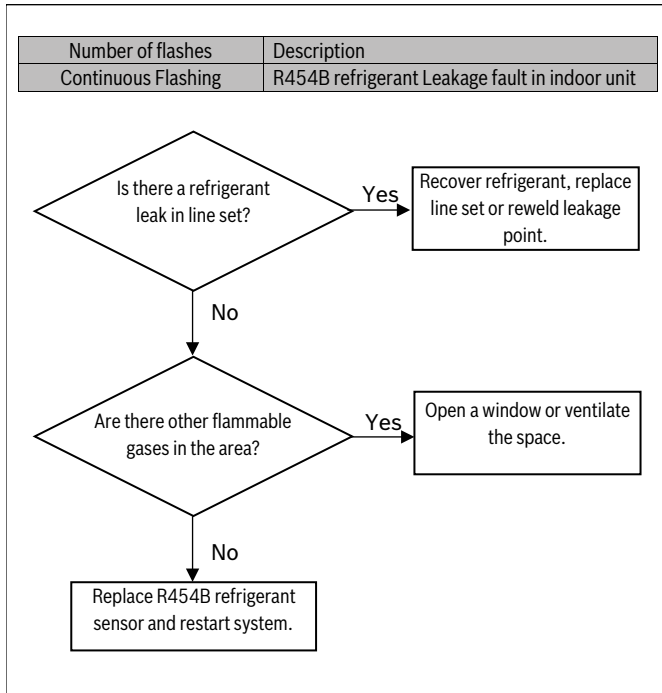 Number of flashes Description
Continuous Flashing R454B refrigerant Leakage fault in indoor unit
Is there a refrigerant
leak in line set?
Yes
Recover refrigerant, replace
line set or reweld leakage
point.
No
Are there other flammable
gases in the area?
Yes
Open a window or ventilate
the space.
No
Replace R454B refrigerant
sensor and restart system.